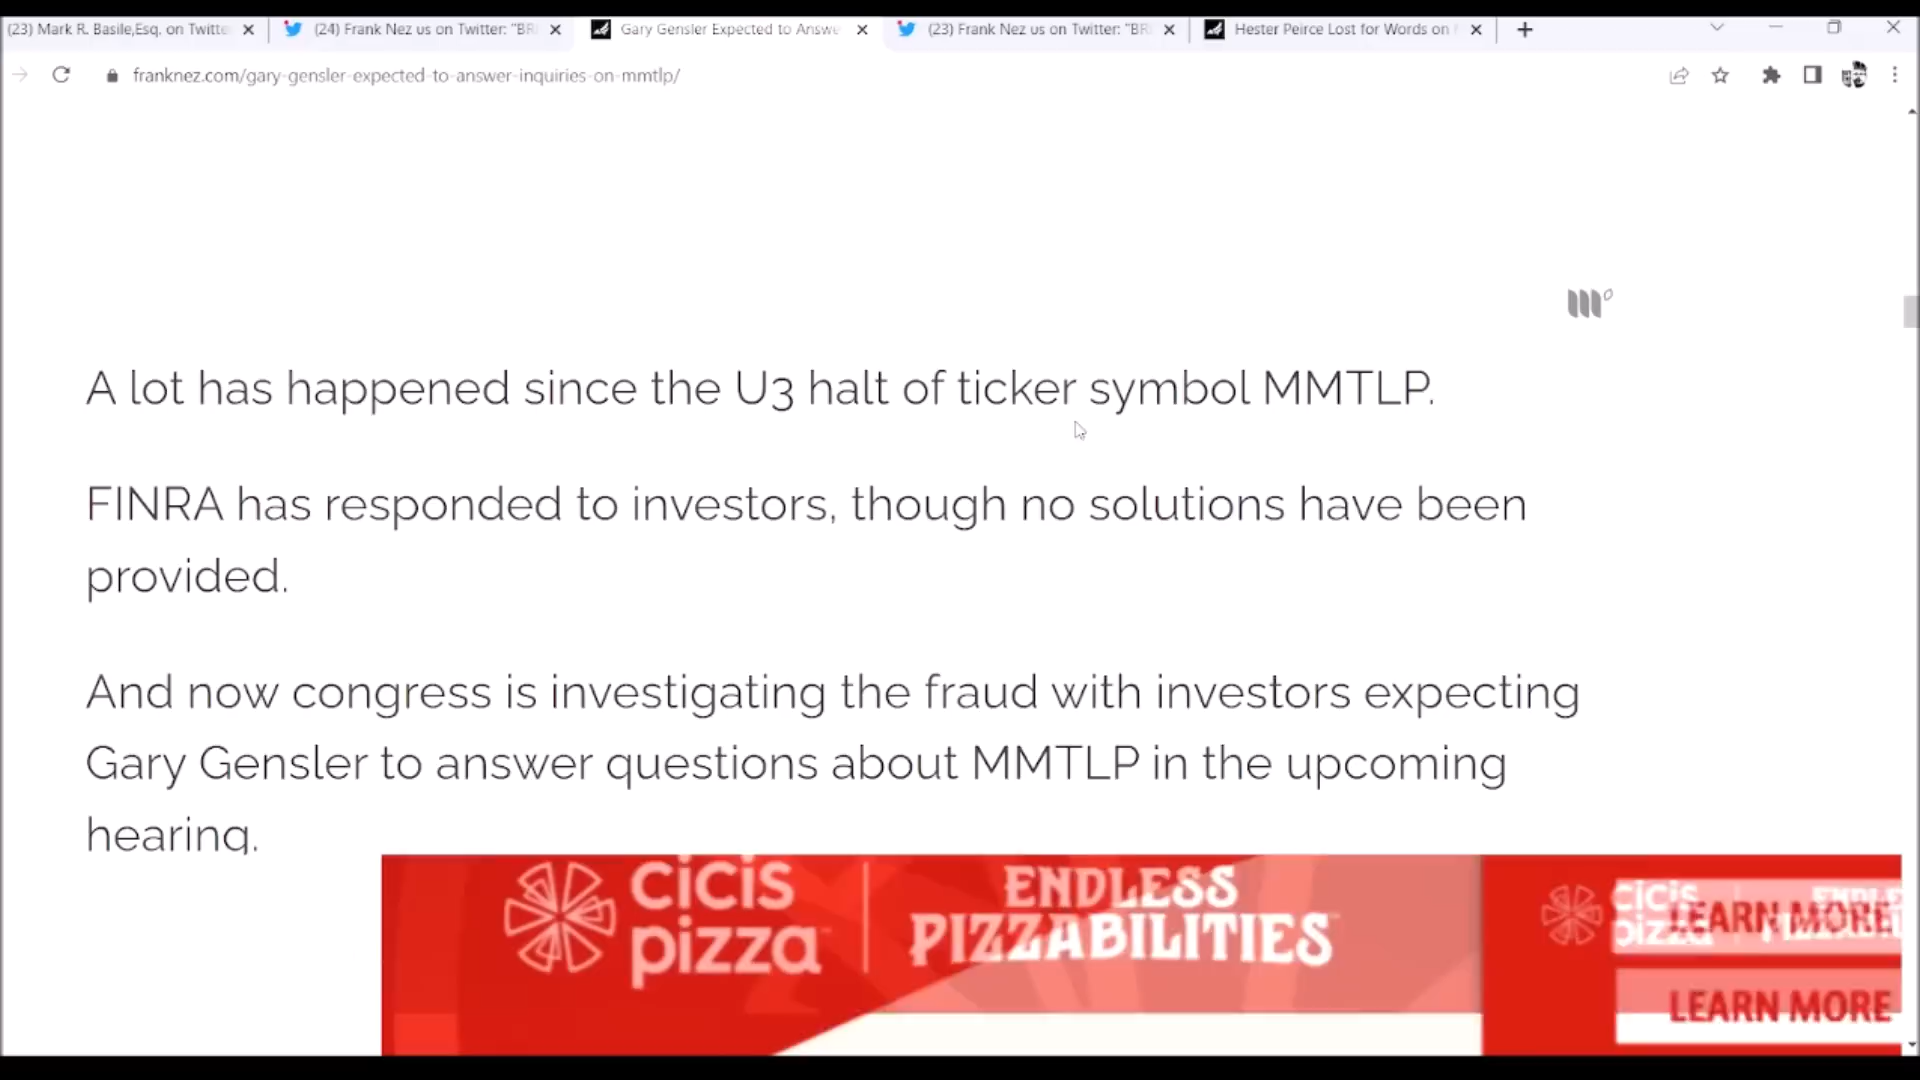 (23) Mark R. Basile,Esq. on Twitte
(24) Frank Nez us on Twitter: "BR
Gary Gensler Expected to Answe
(23) Frank Nez us on Twitter: "BR
Hester Peirce Lost for Words on
franknez.com/gary-gensler-expected-to-answer-inquiries-on-mmtlp/
A lot has happened since the U3 halt of ticker symbol MMTLP.
FINRA has responded to investors, though no solutions have been
provided.
And now congress is investigating the fraud with investors expecting
Gary Gensler to answer questions about MMTLP in the upcoming
hearing.
cicis
pizza
ENDLESS
PIZZABILITIES
cicis
pizza
LEARN MORE
LEARN MORE